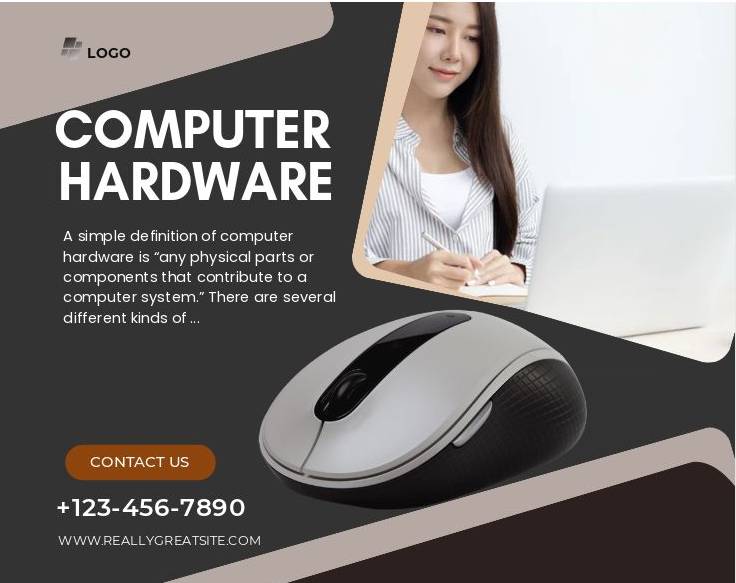 LOGO
COMPUTER
HARDWARE
A simple definition of computer
hardware is “any physical parts or
components that contribute to a
computer system.” There are several
different kinds of ...
CONTACT US
+123-456-7890
WWW.REALLYGREATSITE.COM